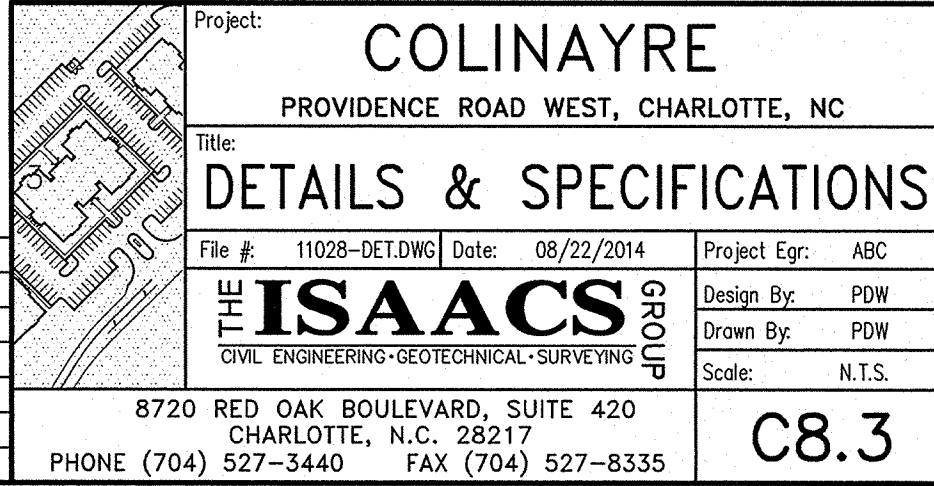 Project:
COLINAYRE
PROVIDENCE ROAD WEST, CHARLOTTE, NC
Title:
DETAILS & SPECIFICATIONS
File #: 11028-DET.DWG Date: 08/22/2014 Project Egr: ABC
THE ISAACS GROUP
CIVIL ENGINEERING•GEOTECHNICAL•SURVEYING
Design By: PDW
Drawn By: PDW
Scale: N.T.S.
8720 RED OAK BOULEVARD, SUITE 420
CHARLOTTE, N.C. 28217
PHONE (704) 527-3440 FAX (704) 527-8335
C8.3